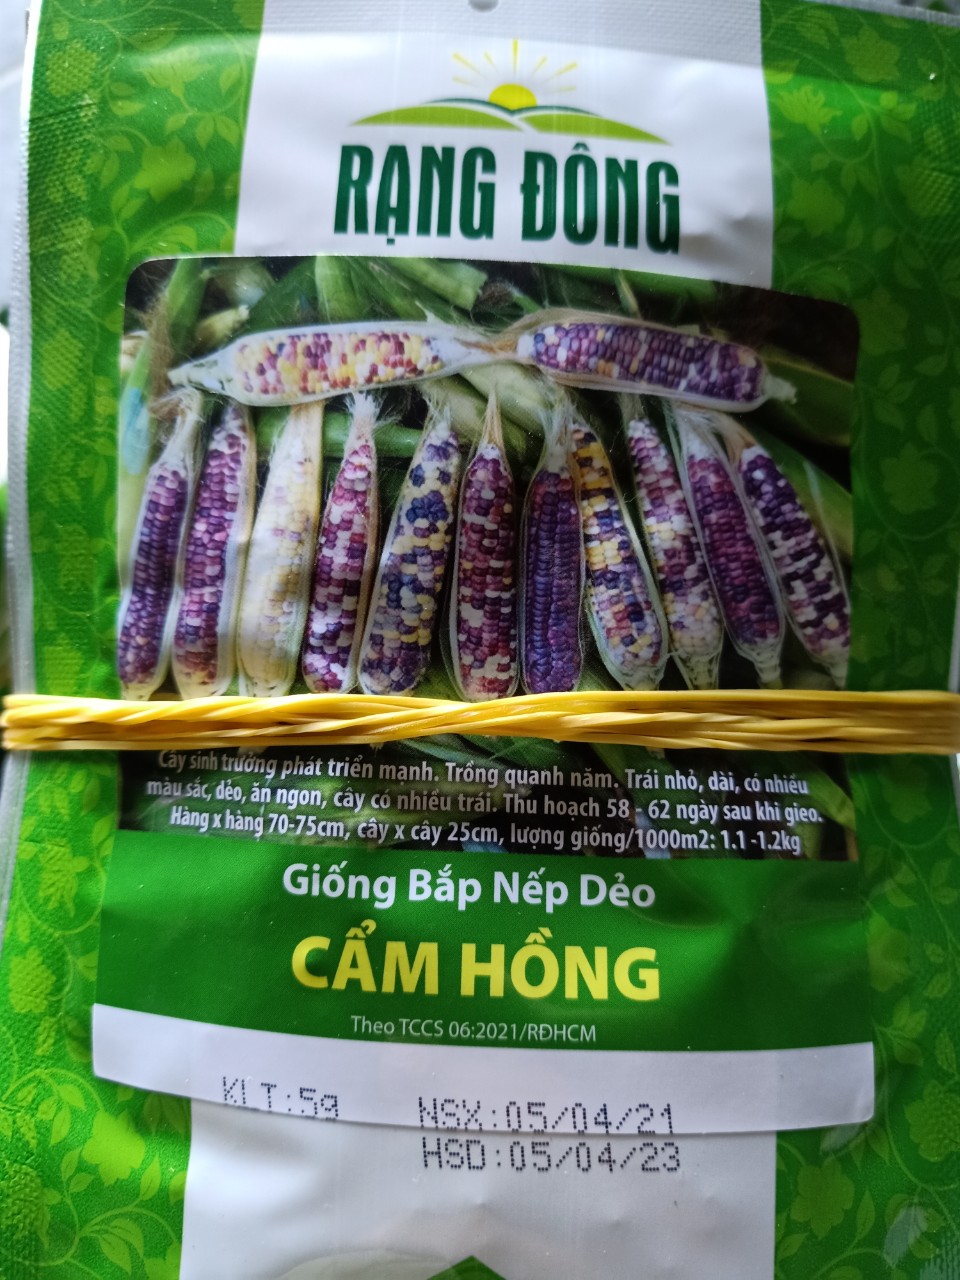 RẠNG ĐÔNG
Cây sinh trưởng phát triển mạnh. Trồng quanh năm. Trái nhỏ, dài, có nhiều
màu sắc, dẻo, ăn ngon, cây có nhiều trái. Thu hoạch 58 - 62 ngày sau khi gieo.
Hàng x hàng 70-75cm, cây x cây 25cm, lượng giống/1000m2: 1.1 -1.2kg
Giống Bắp Nếp Dẻo
CẨM HỒNG
Theo TCCS 06:2021/RĐHCM
KLT:5g NSX:05/04/21
HSD:05/04/23